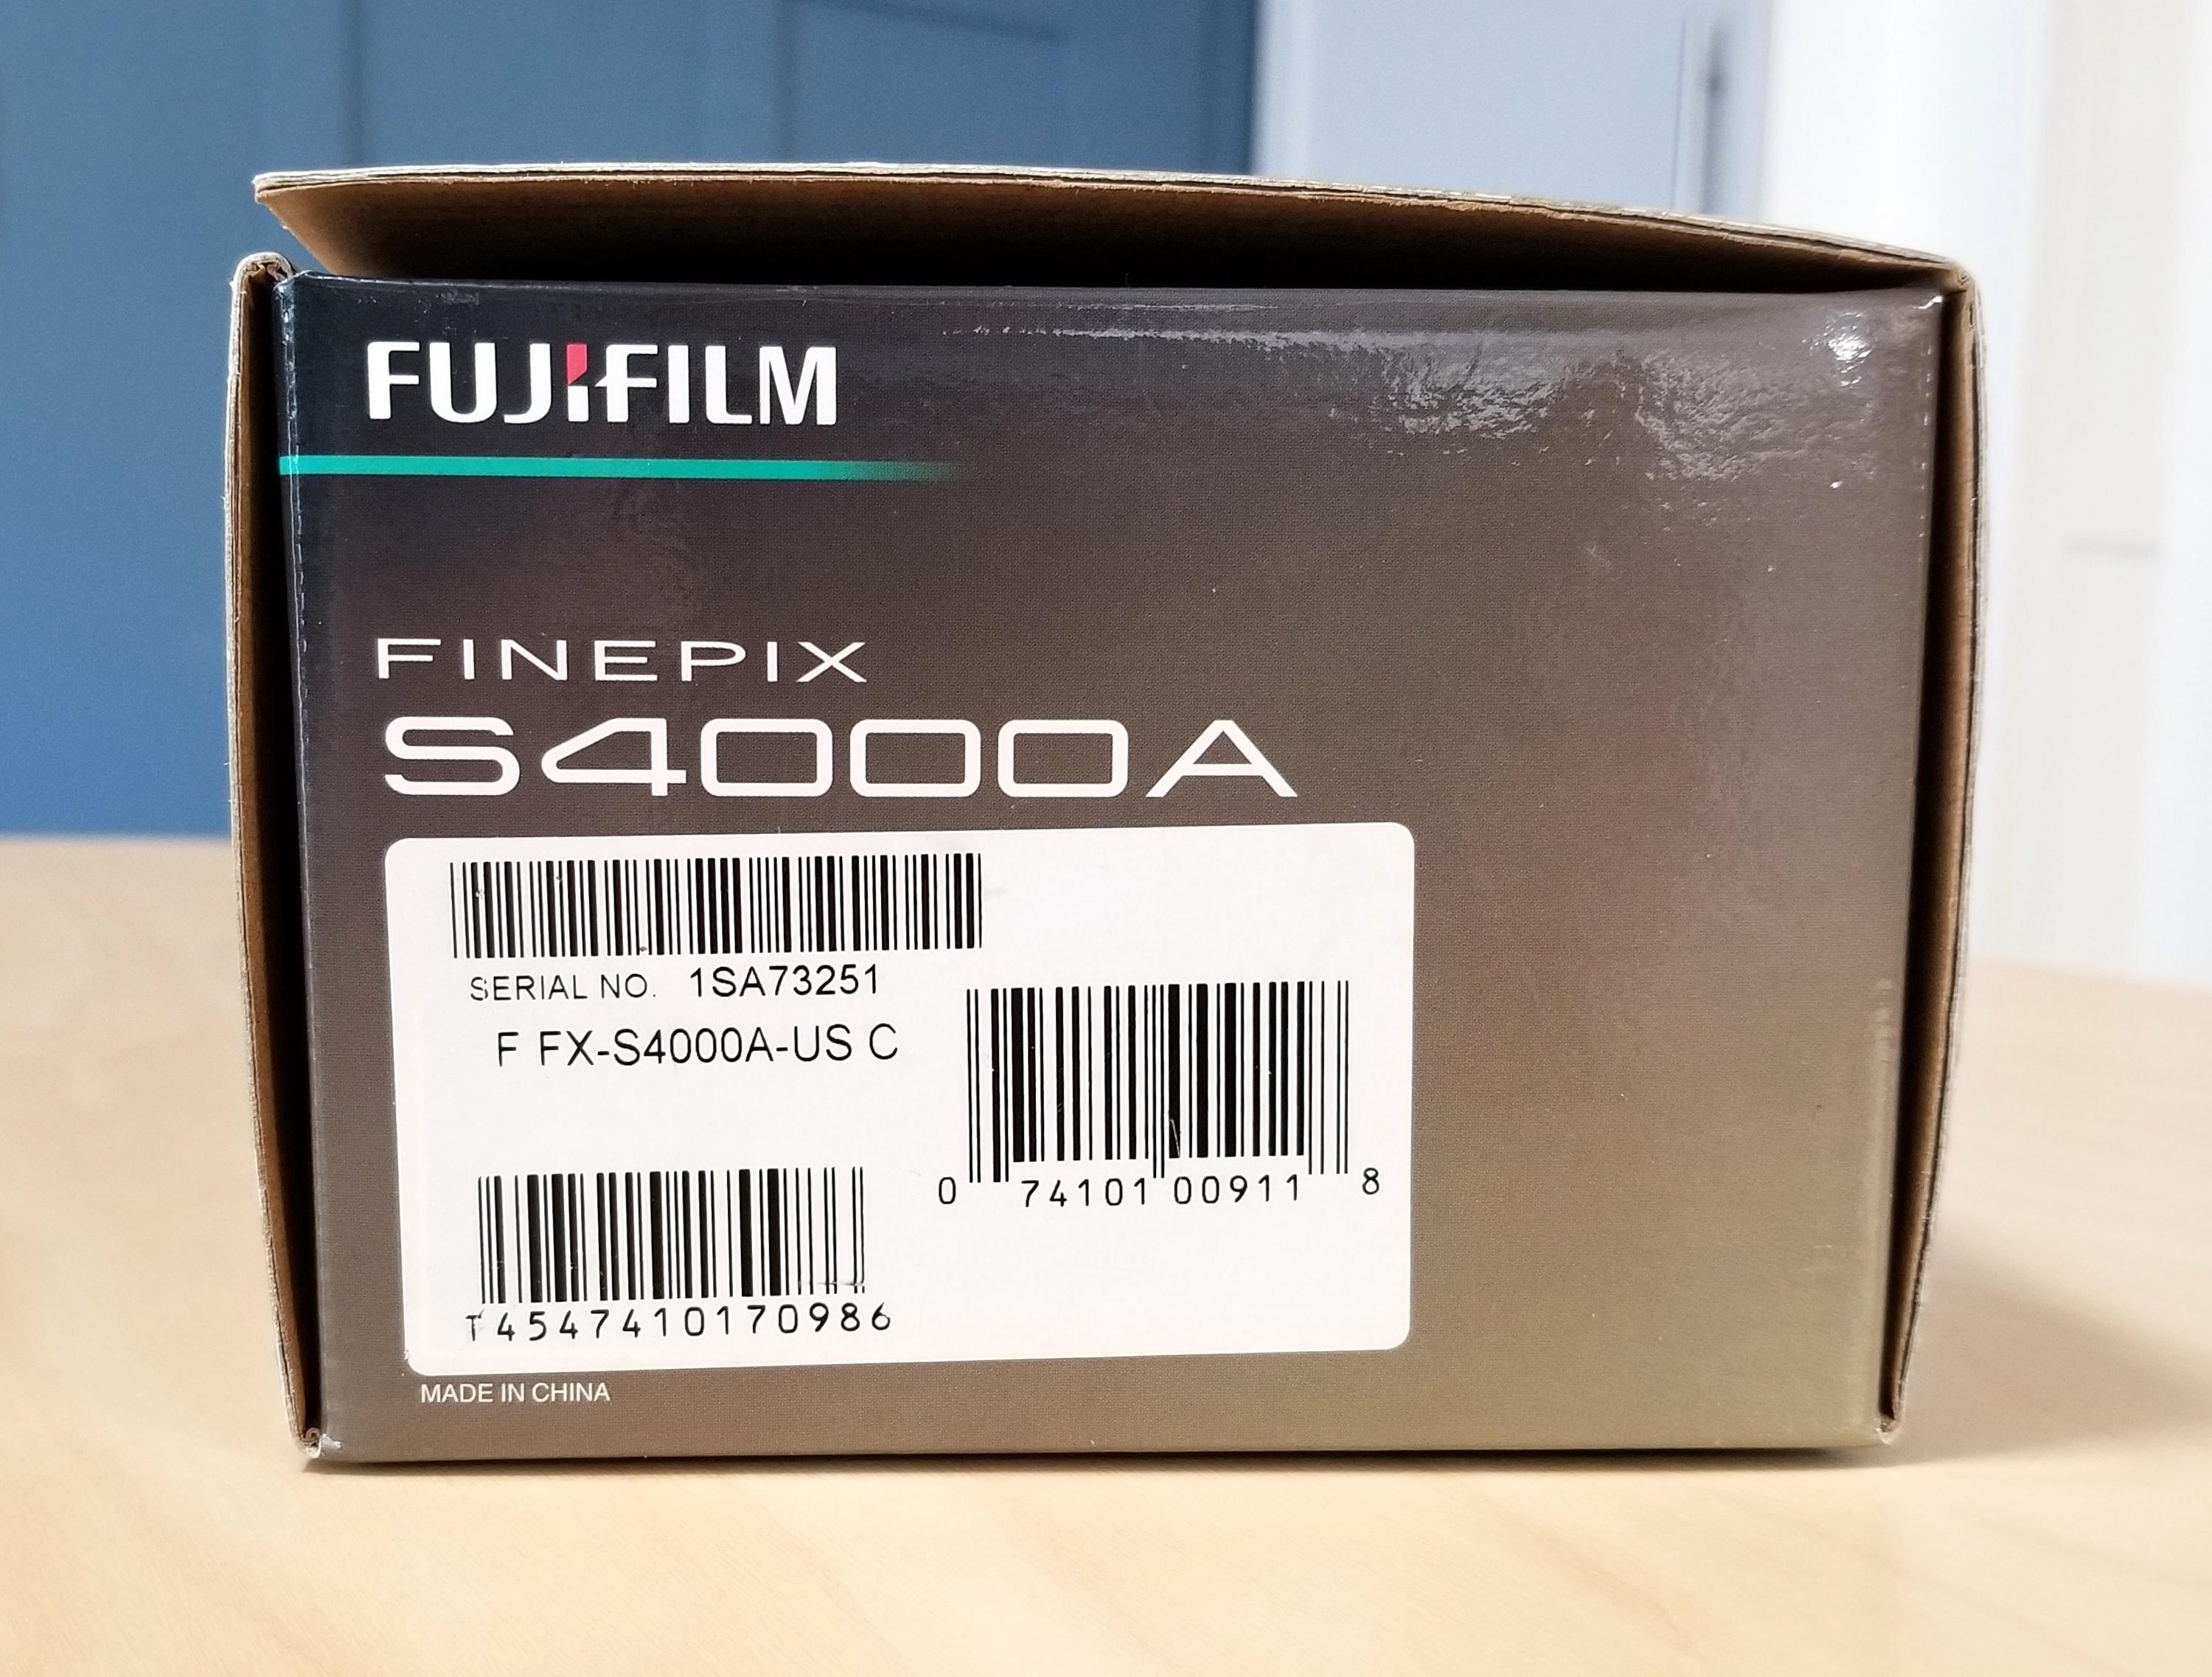 FUJIFILM
FINEPIX
S4000A
SERIAL NO. 1SA73251
F FX-S4000A-US C
0 74101 00911 8
T4547410170986
MADE IN CHINA